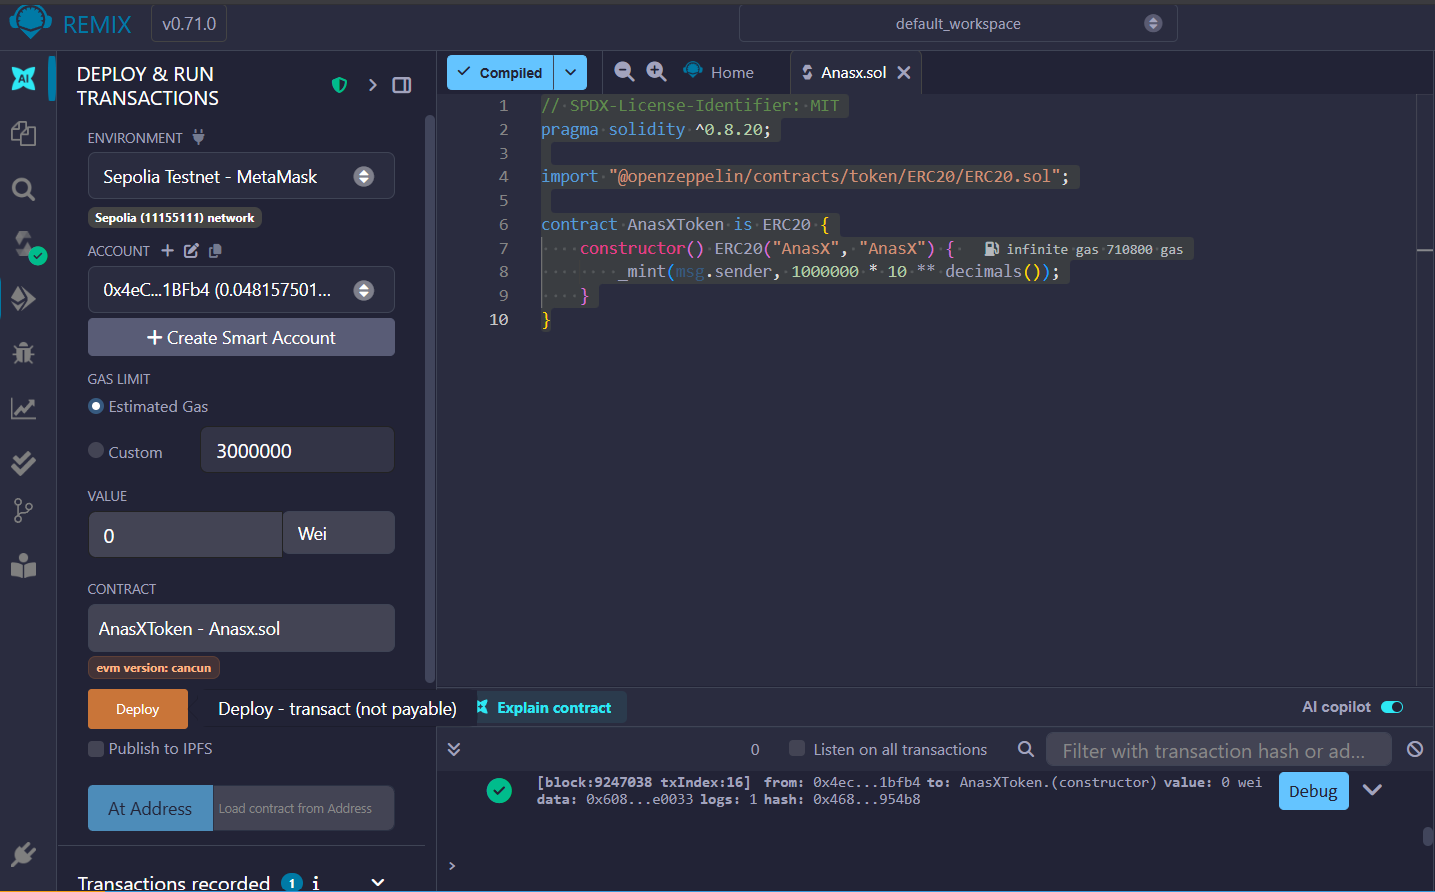 REMIX v0.71.0
default_workspace
DEPLOY & RUN
TRANSACTIONS
ENVIRONMENT
Sepolia Testnet - MetaMask
Sepolia (11155111) network
ACCOUNT
0x4eC...1BFb4 (0.048157501...
Create Smart Account
GAS LIMIT
Estimated Gas
Custom
3000000
VALUE
0
Wei
CONTRACT
AnasXToken - Anasx.sol
evm version: cancun
Deploy
Deploy - transact (not payable)
Publish to IPFS
At Address
Load contract from Address
Transactions recorded 1 i
AI
Compiled
Home
Anasx.sol
1 // SPDX-License-Identifier: MIT
2 pragma solidity ^0.8.20;
3
4 import "@openzeppelin/contracts/token/ERC20/ERC20.sol";
5
6 contract AnasXToken is ERC20 {
7 constructor() ERC20("AnasX", "AnasX") { infinite gas 710800 gas
8 _mint(msg.sender, 1000000 * 10 ** decimals());
9 }
10 }
Explain contract
AI copilot
0
Listen on all transactions
Filter with transaction hash or ad...
[block:9247038 txIndex:16] from: 0x4ec...1bfb4 to: AnasXToken.(constructor) value: 0 wei
data: 0x608...e0033 logs: 1 hash: 0x468...954b8
Debug
>